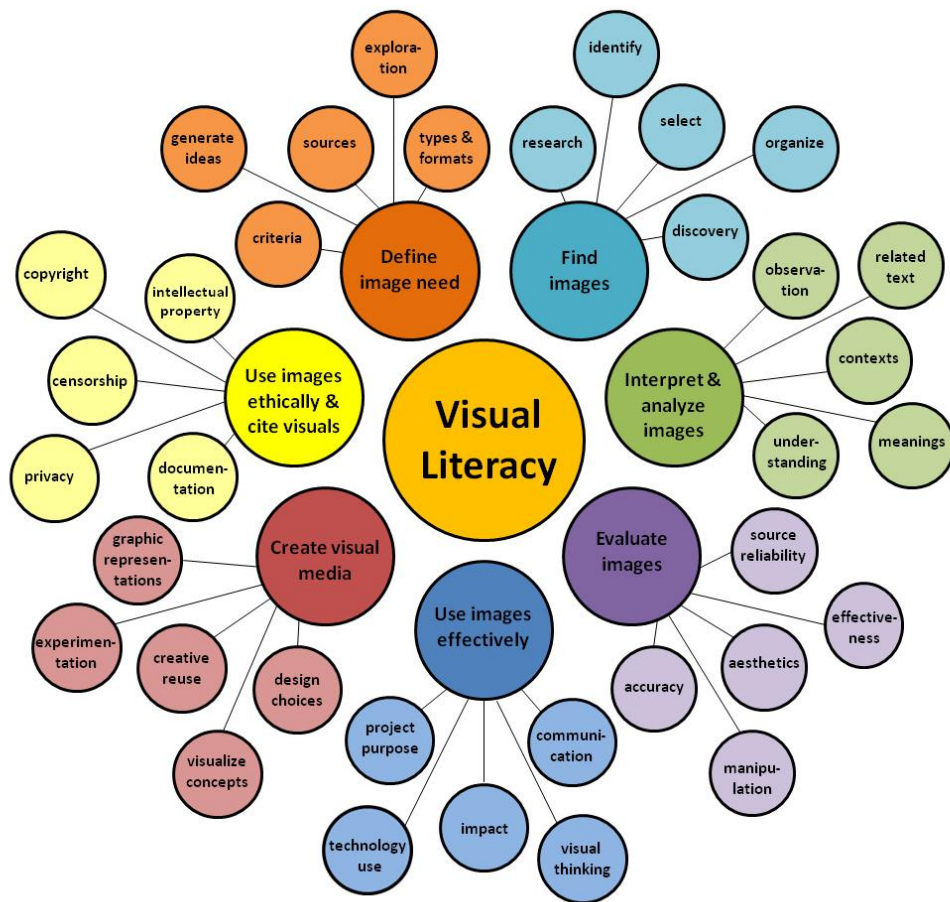 Visual
Literacy
Define
image need
criteria
generate
ideas
sources
explora-
tion
types &
formats
Find
images
research
identify
select
organize
discovery
Interpret &
analyze
images
observa-
tion
related
text
contexts
meanings
under-
standing
Evaluate
images
source
reliability
effective-
ness
aesthetics
manipu-
lation
accuracy
Use images
effectively
communi-
cation
visual
thinking
impact
technology
use
project
purpose
Create visual
media
design
choices
visualize
concepts
creative
reuse
experimen-
tation
graphic
represen-
tations
Use images
ethically &
cite visuals
documen-
tation
privacy
censorship
copyright
intellectual
property